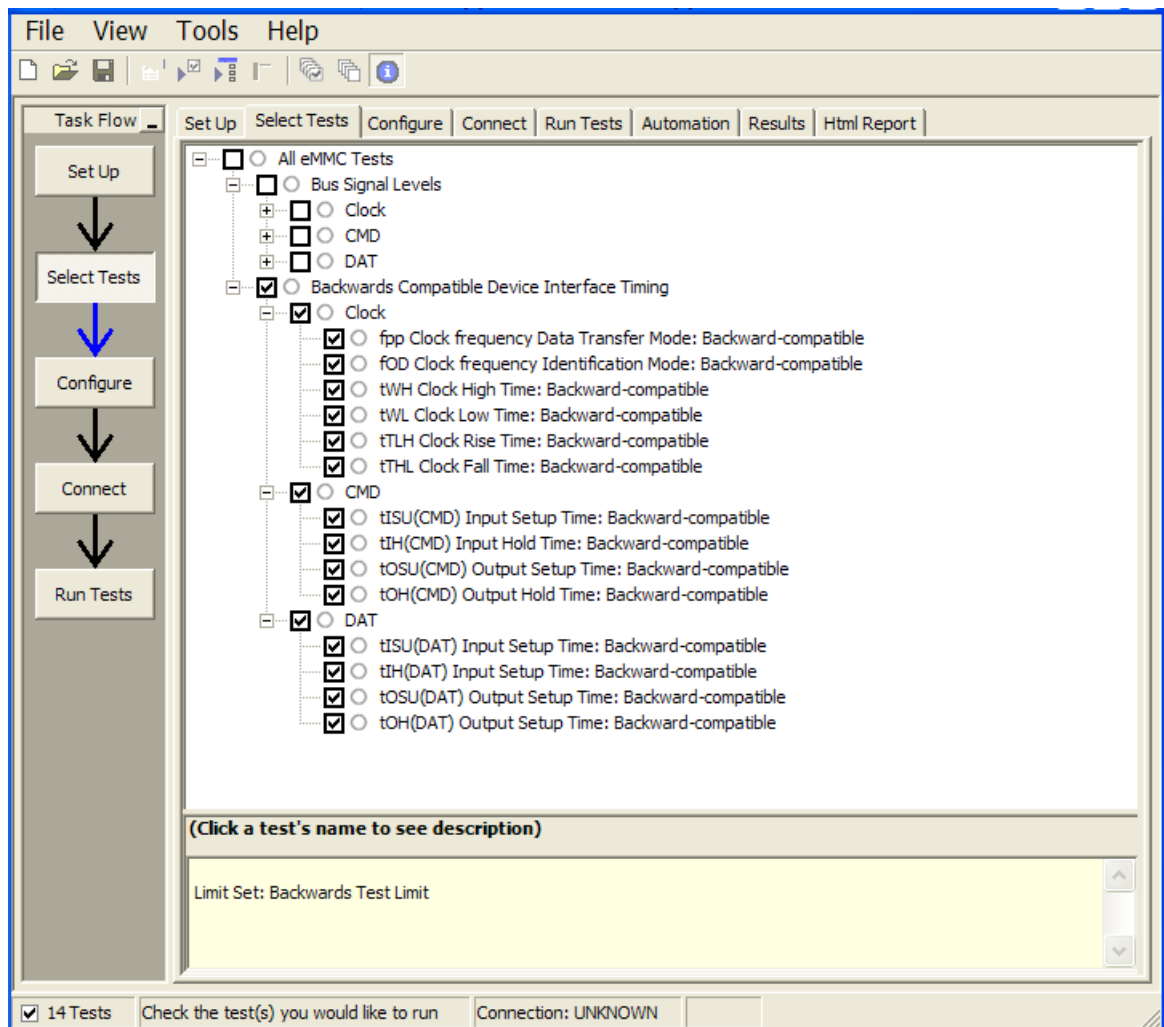 File View Tools Help
Task Flow
Set Up
Select Tests
Configure
Connect
Run Tests
Set Up Select Tests Configure Connect Run Tests Automation Results Html Report
All eMMC Tests
Bus Signal Levels
Clock
CMD
DAT
Backwards Compatible Device Interface Timing
Clock
fpp Clock frequency Data Transfer Mode: Backward-compatible
fOD Clock frequency Identification Mode: Backward-compatible
tWH Clock High Time: Backward-compatible
tWL Clock Low Time: Backward-compatible
tTLH Clock Rise Time: Backward-compatible
tTHL Clock Fall Time: Backward-compatible
CMD
tISU(CMD) Input Setup Time: Backward-compatible
tIH(CMD) Input Hold Time: Backward-compatible
tOSU(CMD) Output Setup Time: Backward-compatible
tOH(CMD) Output Hold Time: Backward-compatible
DAT
tISU(DAT) Input Setup Time: Backward-compatible
tIH(DAT) Input Setup Time: Backward-compatible
tOSU(DAT) Output Setup Time: Backward-compatible
tOH(DAT) Output Setup Time: Backward-compatible
(Click a test's name to see description)
Limit Set: Backwards Test Limit
14 Tests Check the test(s) you would like to run Connection: UNKNOWN